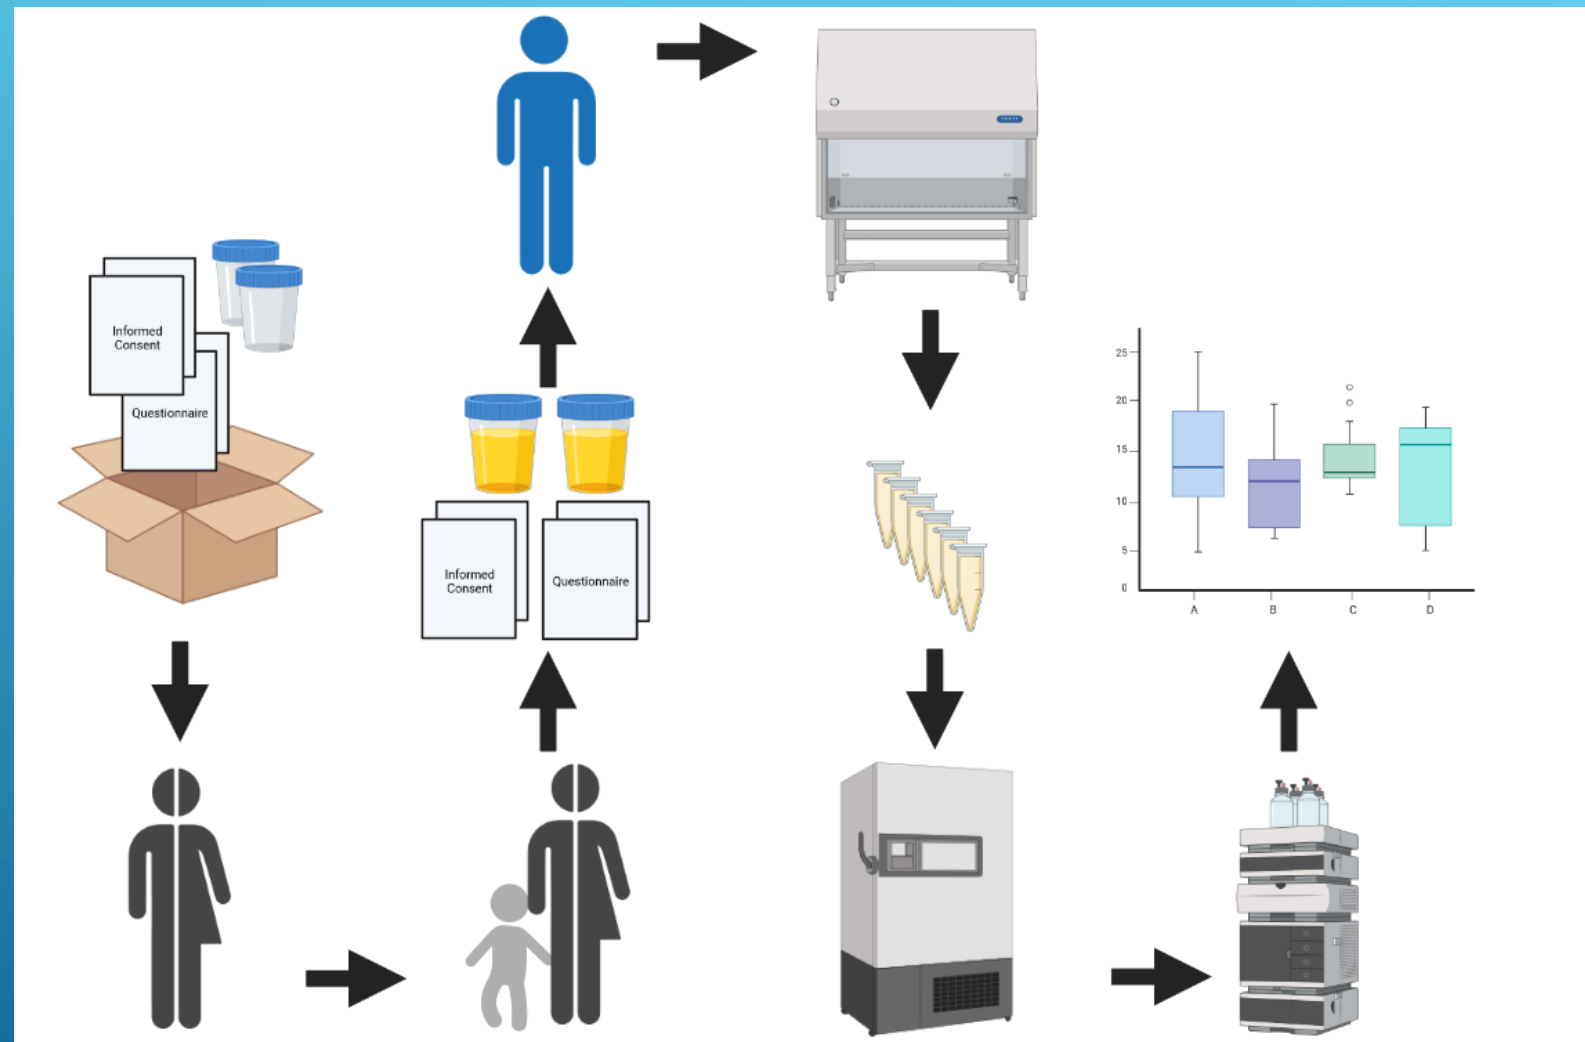 Informed
Consent
Questionnaire
Informed
Consent
Questionnaire
25
20
15
10
5
0
A
B
C
D